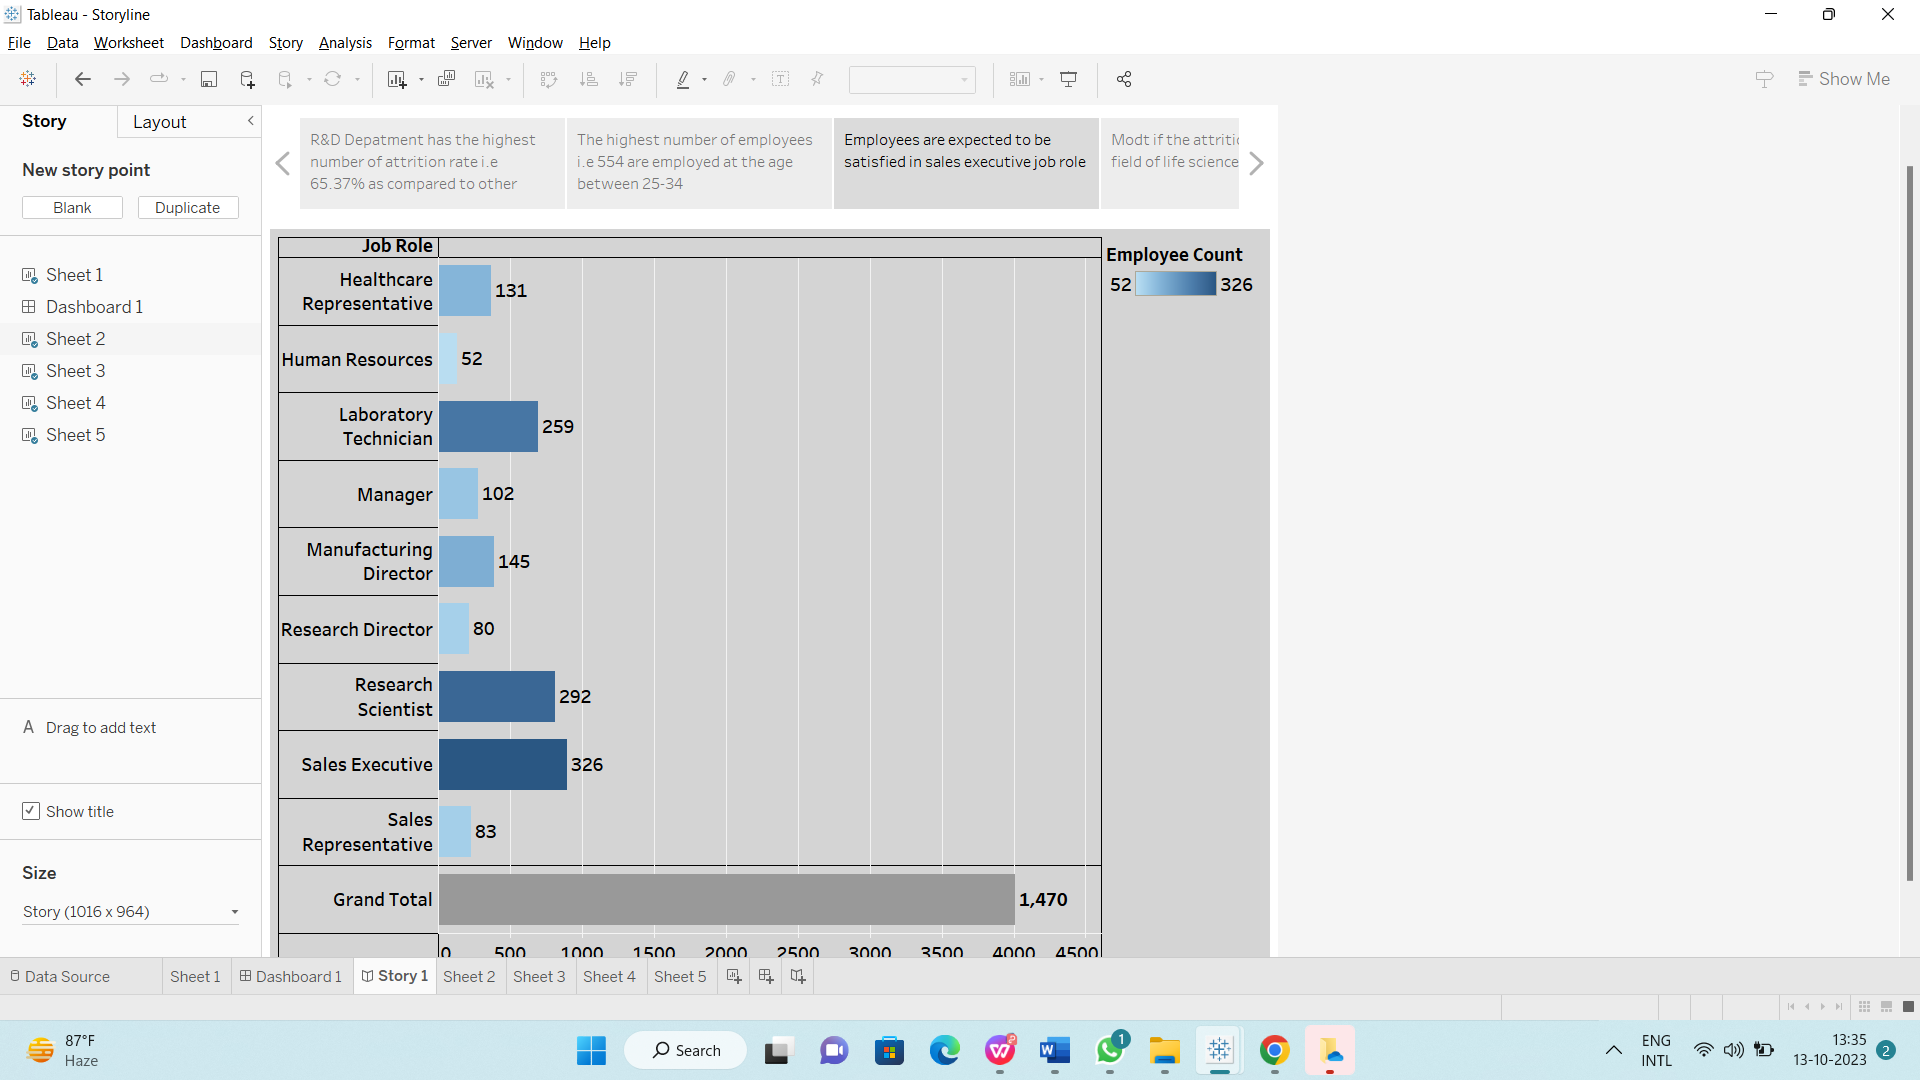 Tableau - Storyline
File Data Worksheet Dashboard Story Analysis Format Server Window Help
Show Me
Story Layout
New story point
Blank Duplicate
Sheet 1
Dashboard 1
Sheet 2
Sheet 3
Sheet 4
Sheet 5
A Drag to add text
Show title
Size
Story (1016 x 964)
R&D Depatment has the highest
number of attrition rate i.e
65.37% as compared to other
The highest number of employees
i.e 554 are employed at the age
between 25-34
Employees are expected to be
satisfied in sales executive job role
Modt if the attritic
field of life science
Job Role
Healthcare
Representative 131
Human Resources 52
Laboratory
Technician 259
Manager 102
Manufacturing
Director 145
Research Director 80
Research
Scientist 292
Sales Executive 326
Sales
Representative 83
Grand Total 1,470
0 500 1000 1500 2000 2500 3000 3500 4000 4500
Employee Count
52 326
Data Source Sheet 1 Dashboard 1 Story 1 Sheet 2 Sheet 3 Sheet 4 Sheet 5
87°F
Haze
Search
W
1
ENG
INTL
13:35
13-10-2023
2